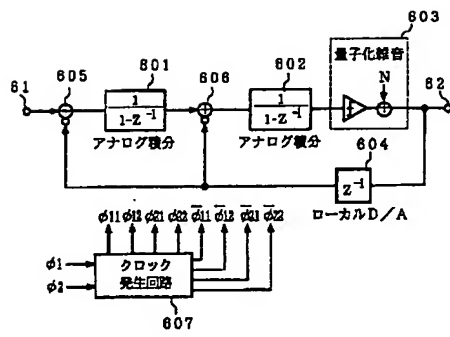 603
601
602
量子化雑音
605
606
N
61
62
1
1-Z⁻¹
1
1-Z⁻¹
アナログ積分
アナログ積分
604
Z⁻¹
ローカルD/A
φ11 φ12 φ21 φ22 φ̅11 φ̅12 φ̅21 φ̅22
φ1
φ2
クロック
発生回路
607